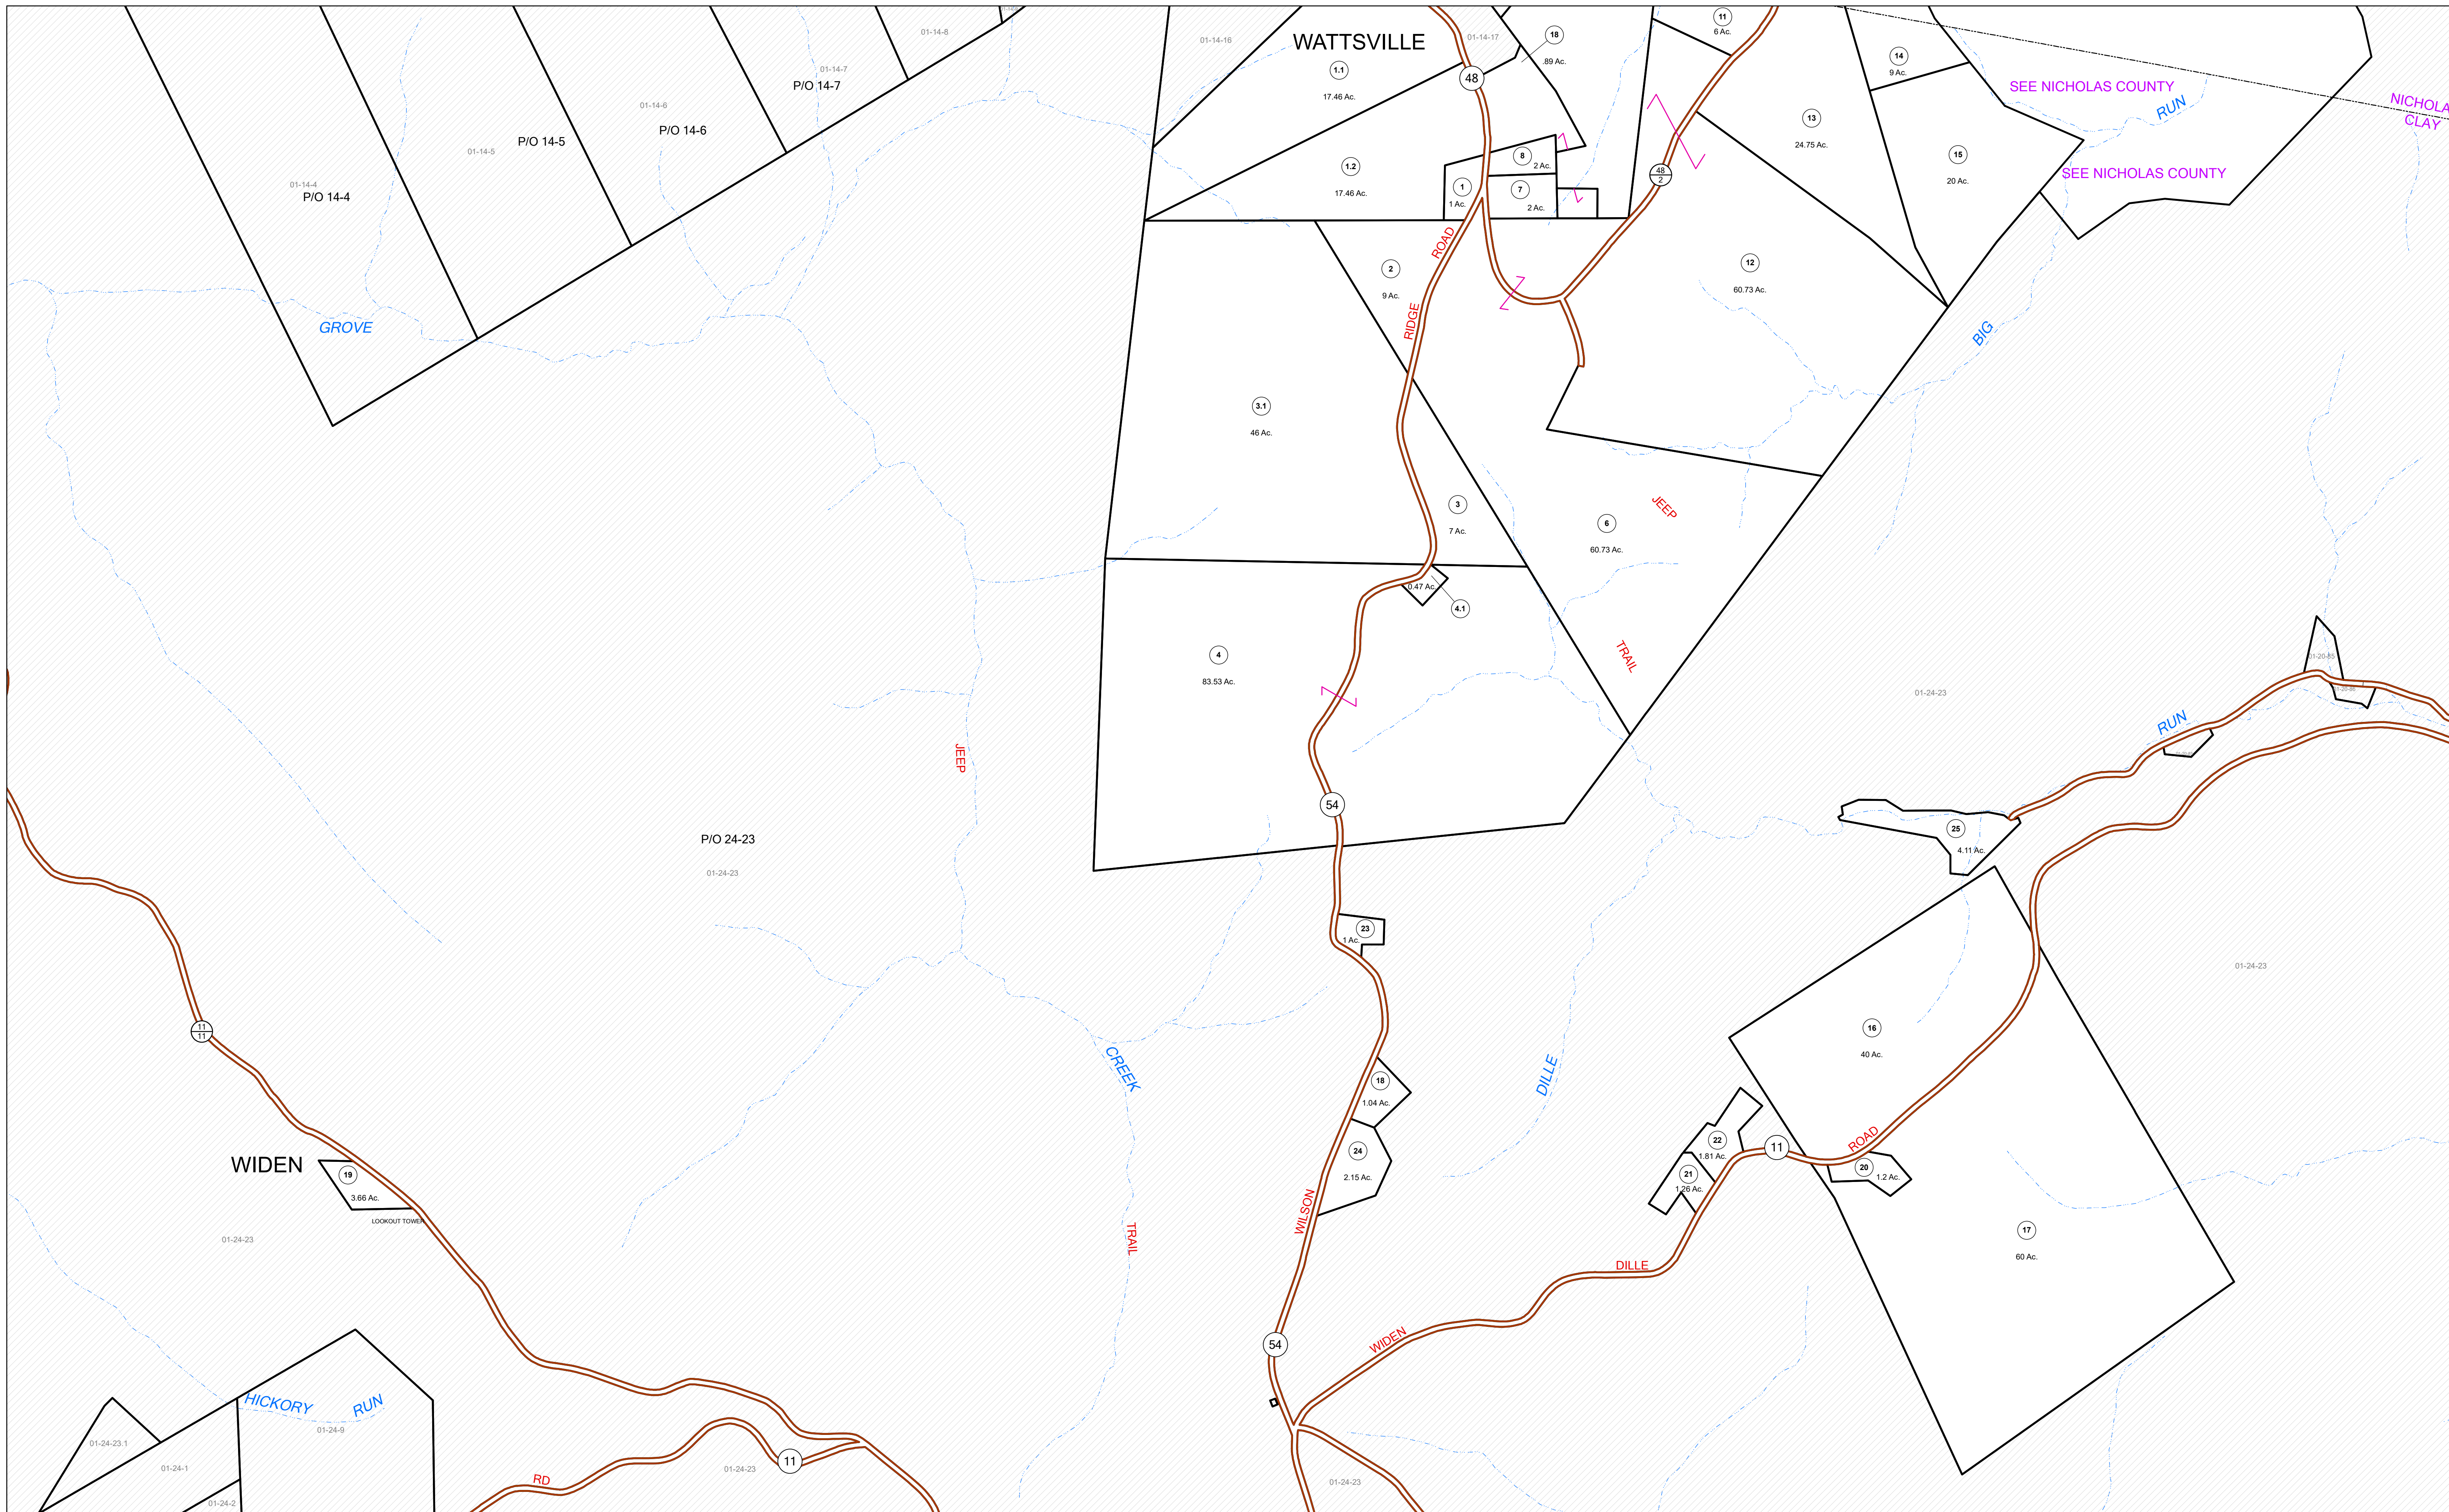 01-14-8
01-14-7
P/O 14-7
01-14-6
P/O 14-6
01-14-5
P/O 14-5
01-14-4
P/O 14-4
GROVE
01-14-16
WATTSVILLE
01-14-17
1.1
17.46 Ac.
48
18
.89 Ac.
11
6 Ac.
14
9 Ac.
SEE NICHOLAS COUNTY
RUN
NICHOLA
CLAY
13
24.75 Ac.
15
20 Ac.
SEE NICHOLAS COUNTY
1.2
17.46 Ac.
8
2 Ac.
1
1 Ac.
7
2 Ac.
48
2
ROAD
2
9 Ac.
RIDGE
12
60.73 Ac.
BIG
3.1
46 Ac.
3
7 Ac.
JEEP
6
60.73 Ac.
0.47 Ac.
4.1
4
83.53 Ac.
TRAIL
01-20-85
01-20-86
01-24-23
RUN
JEEP
54
P/O 24-23
01-24-23
25
4.11 Ac.
23
1 Ac.
01-24-23
11
11
16
40 Ac.
CREEK
DILLE
18
1.04 Ac.
24
2.15 Ac.
22
1.81 Ac.
21
1.26 Ac.
11
ROAD
20
1.2 Ac.
WIDEN
19
3.66 Ac.
LOOKOUT TOWER
01-24-23
TRAIL
WILSON
17
60 Ac.
DILLE
54
WIDEN
HICKORY
RUN
01-24-9
01-24-23.1
01-24-1
01-24-2
RD
01-24-23
11
01-24-23